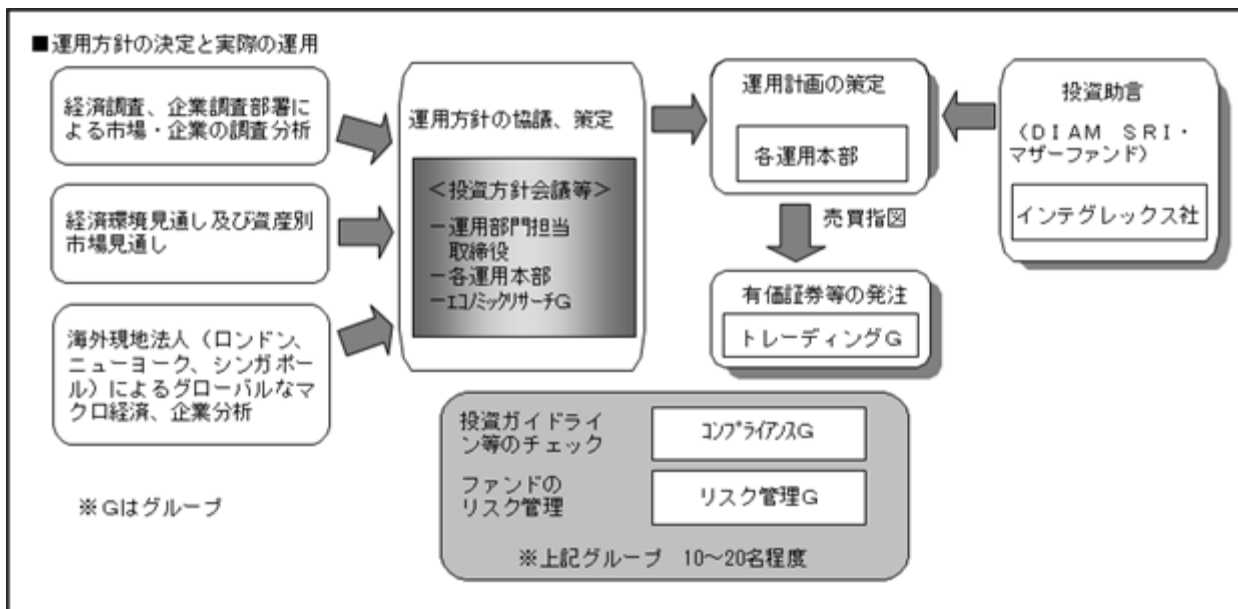 ■運用方針の決定と実際の運用
経済調査、企業調査部署に
よる市場・企業の調査分析
経済環境見通し及び資産別
市場見通し
海外現地法人（ロンドン、
ニューヨーク、シンガポー
ル）によるグローバルなマ
クロ経済、企業分析
※Gはグループ
運用方針の協議、策定
＜投資方針会議等＞
－運用部門担当
取締役
－各運用本部
－ｴｺﾉﾐｯｸﾘｻｰﾁG
運用計画の策定
各運用本部
売買指図
有価証券等の発注
トレーディングG
投資助言
（ＤＩＡＭ　ＳＲＩ・
マザーファンド）
インテグレックス社
投資ガイドライ
ン等のチェック
ｺﾝﾌﾟﾗｲｱﾝｽG
ファンドの
リスク管理
リスク管理G
※上記グループ　10～20名程度